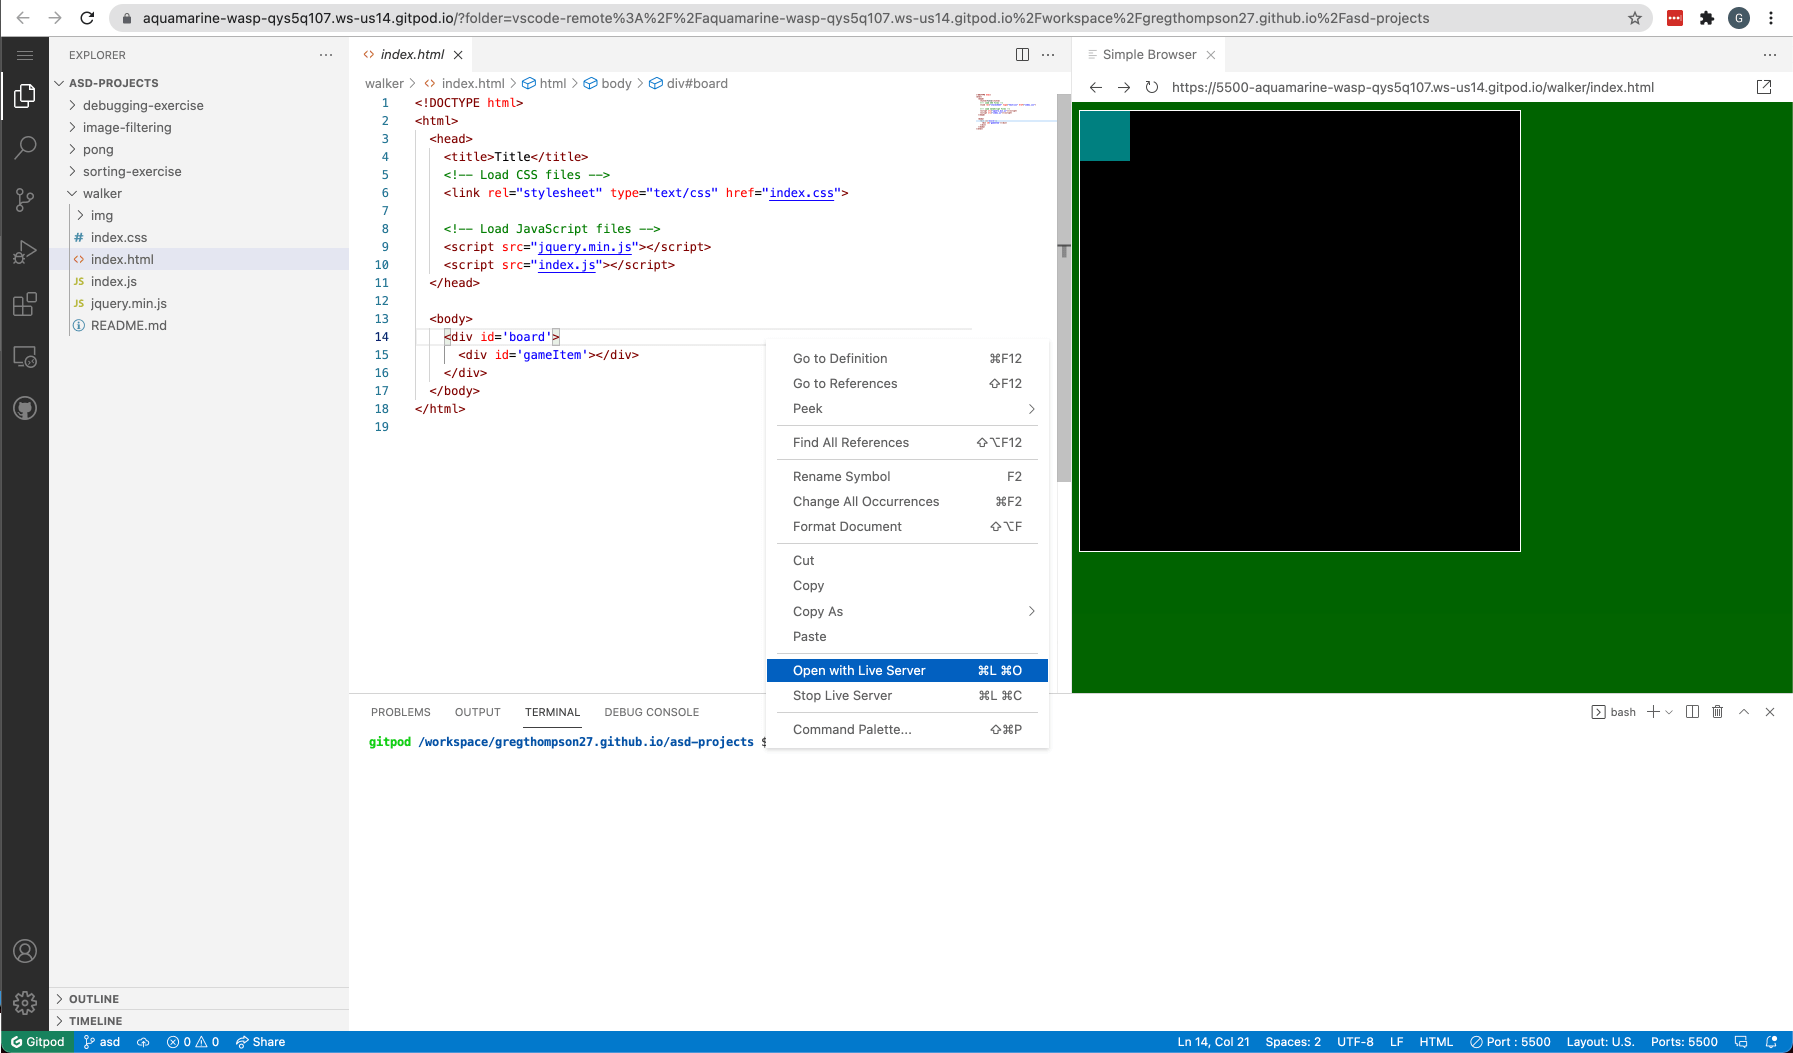 aquamarine-wasp-qys5q107.ws-us14.gitpod.io/?folder=vscode-remote%3A%2F%2Faquamarine-wasp-qys5q107.ws-us14.gitpod.io%2Fworkspace%2Fgregthompson27.github.io%2Fasd-projects
G
EXPLORER
ASD-PROJECTS
debugging-exercise
image-filtering
pong
sorting-exercise
walker
img
# index.css
<> index.html
JS index.js
JS jquery.min.js
README.md
OUTLINE
TIMELINE
<> index.html
walker > <> index.html > html > body > div#board
1 <!DOCTYPE html>
2 <html>
3 <head>
4 <title>Title</title>
5 <!-- Load CSS files -->
6 <link rel="stylesheet" type="text/css" href="index.css">
7
8 <!-- Load JavaScript files -->
9 <script src="jquery.min.js"></script>
10 <script src="index.js"></script>
11 </head>
12
13 <body>
14 <div id='board'>
15 <div id='gameItem'></div>
16 </div>
17 </body>
18 </html>
19
Go to Definition ⌘F12
Go to References ⇧F12
Peek
Find All References ⇧⌥F12
Rename Symbol F2
Change All Occurrences ⌘F2
Format Document ⇧⌥F
Cut
Copy
Copy As
Paste
Open with Live Server ⌘L ⌘O
Stop Live Server ⌘L ⌘C
Command Palette... ⇧⌘P
Simple Browser
https://5500-aquamarine-wasp-qys5q107.ws-us14.gitpod.io/walker/index.html
PROBLEMS OUTPUT TERMINAL DEBUG CONSOLE
bash
gitpod /workspace/gregthompson27.github.io/asd-projects $
Gitpod asd 0 0 Share
Ln 14, Col 21 Spaces: 2 UTF-8 LF HTML Port : 5500 Layout: U.S. Ports: 5500